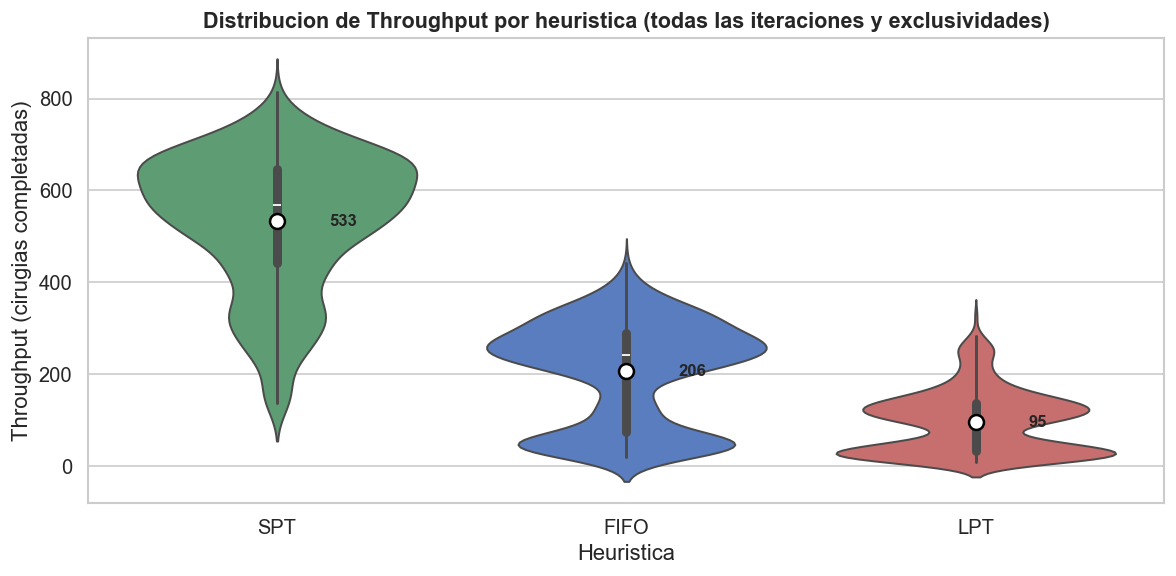 Distribucion de Throughput por heuristica (todas las iteraciones y exclusividades)
Throughput (cirugias completadas)
800
600
400
200
0
533
206
95
SPT
FIFO
LPT
Heuristica